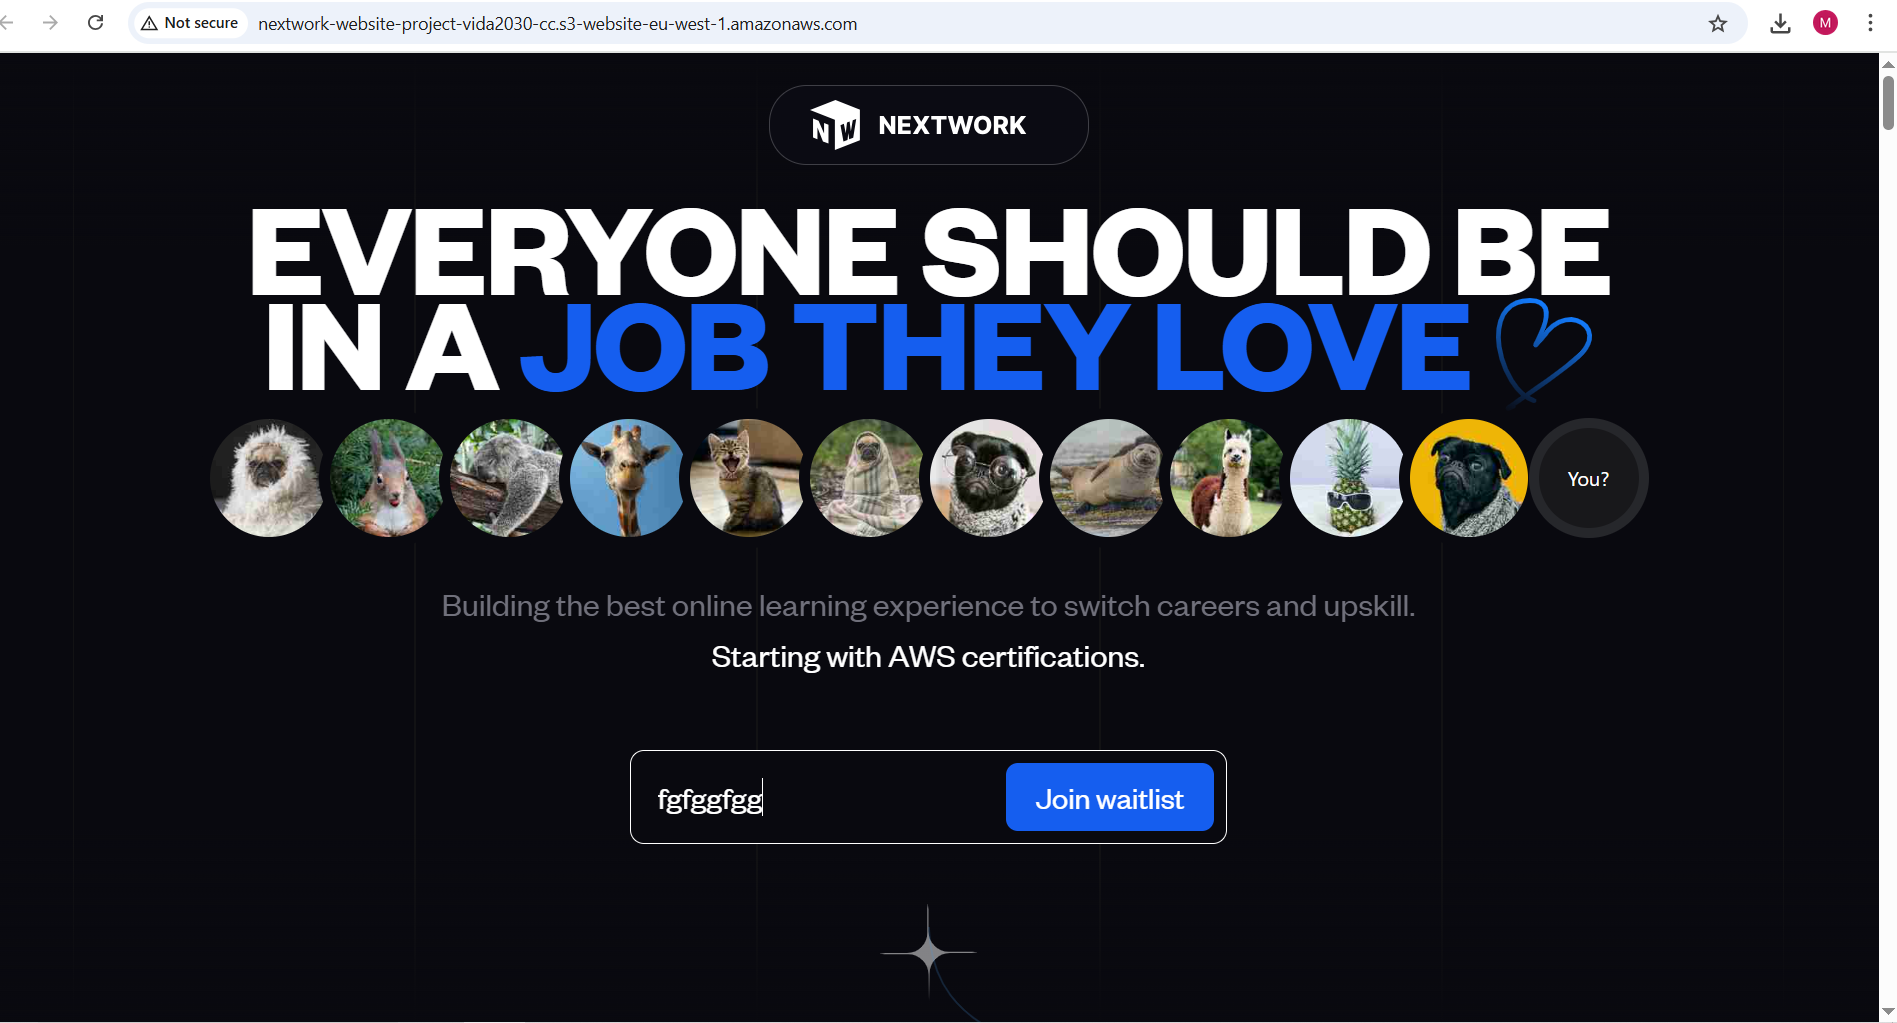 Not secure
nextwork-website-project-vida2030-cc.s3-website-eu-west-1.amazonaws.com
M
NW NEXTWORK
EVERYONE SHOULD BE
IN A JOB THEY LOVE
You?
Building the best online learning experience to switch careers and upskill.
Starting with AWS certifications.
fgfggfgg
Join waitlist